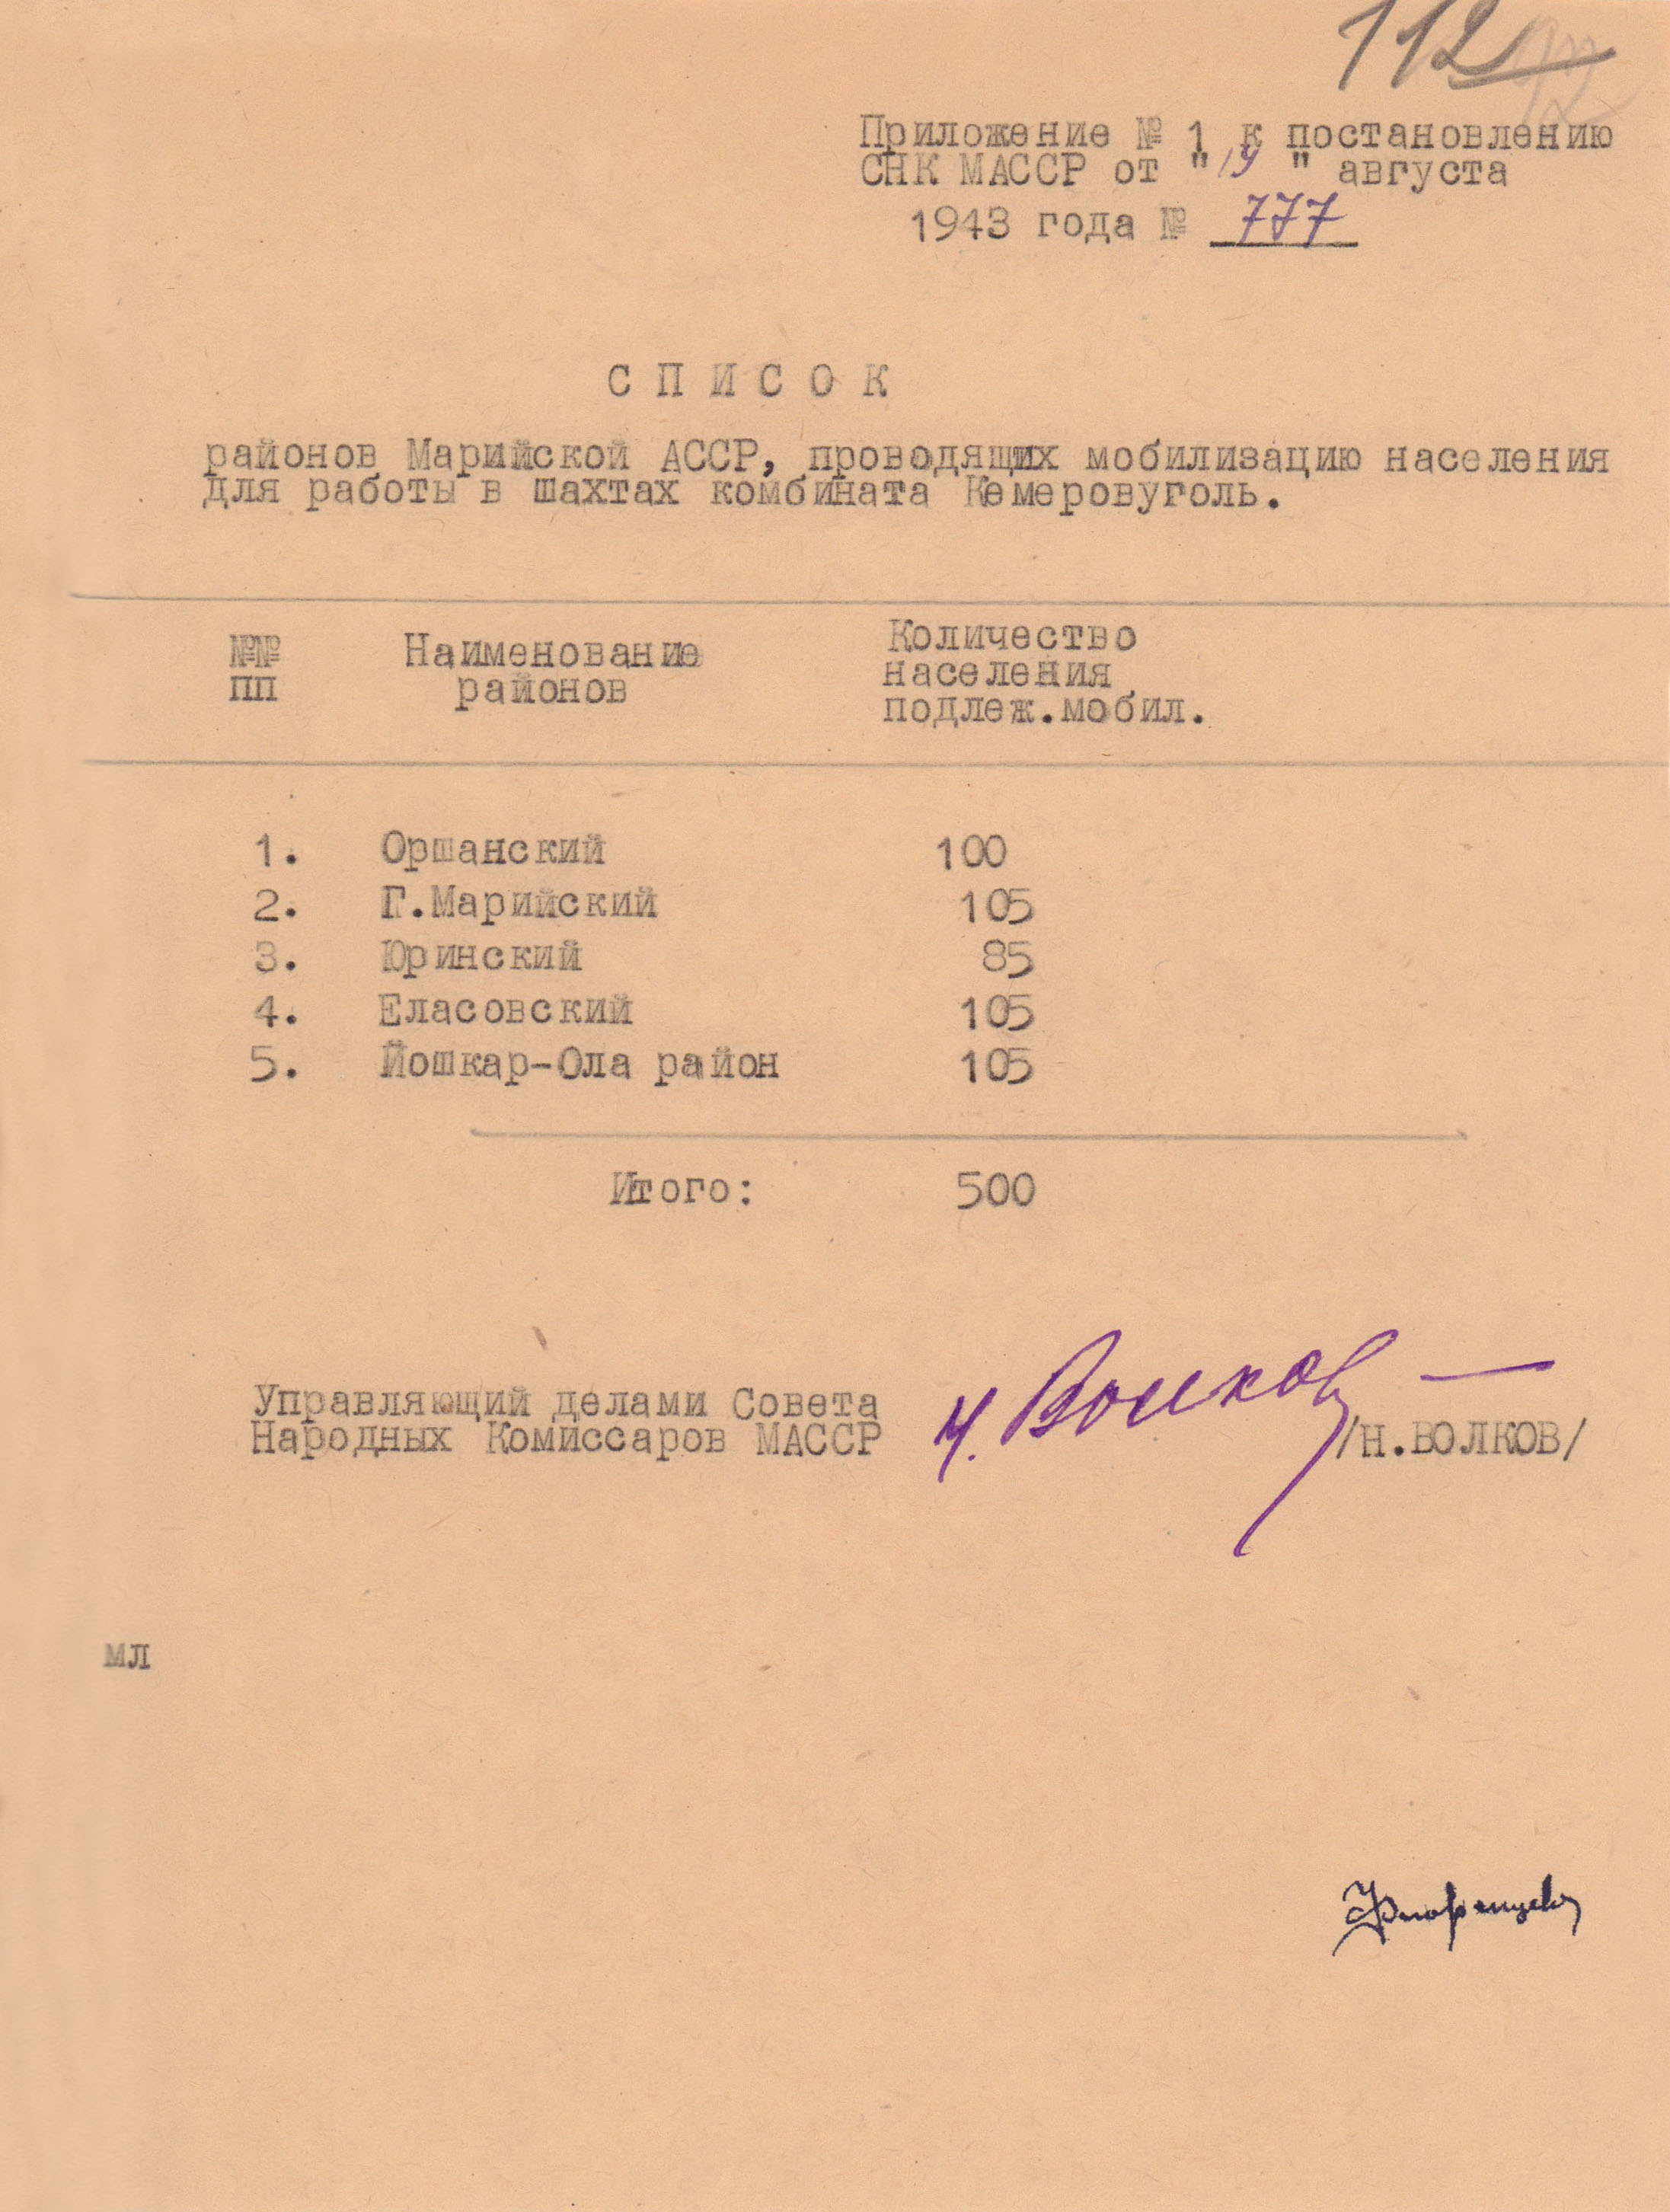 112
Приложение № 1 к постановлению
СНК МАССР от "19" августа
1943 года № 777
С П И С О К
районов Марийской АССР, проводящих мобилизацию населения
для работы в шахтах комбината Кемеровуголь.
№№ Наименование Количество
пп районов населения
подлеж.мобил.
1. Оршанский 100
2. Г.Марийский 105
3. Юринский 85
4. Еласовский 105
5. Йошкар-Ола район 105
Итого: 500
Управляющий делами Совета
Народных Комиссаров МАССР Н. Волков /Н.ВОЛКОВ/
мл